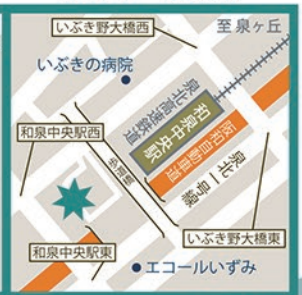 いぶき野大橋西
至泉ヶ丘
いぶきの病院
泉北高速鉄道
和泉中央駅
阪和自動車道
泉北一号線
和泉中央駅西
歩道橋
いぶき野大橋東
和泉中央駅東
エコールいずみ